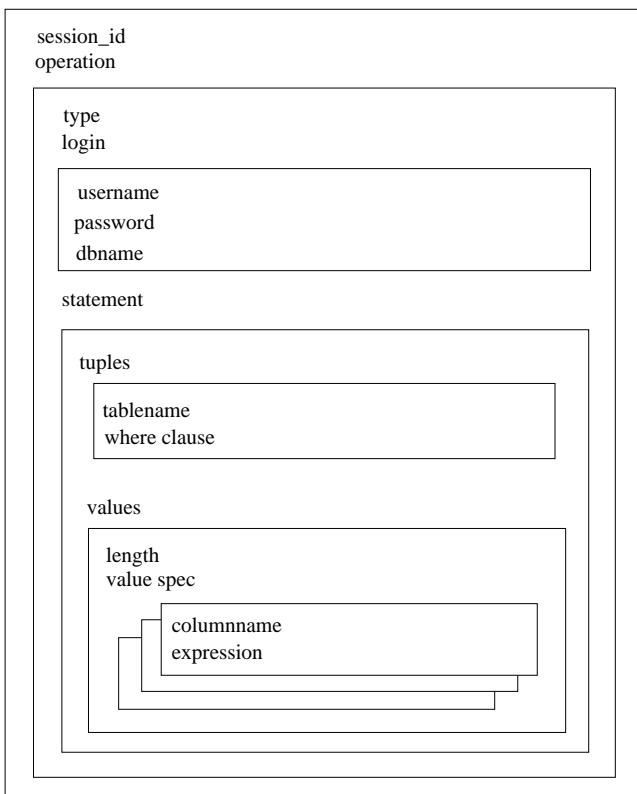 session_id
operation
type
login
username
password
dbname
statement
tuples
tablename
where clause
values
length
value spec
columnname
expression